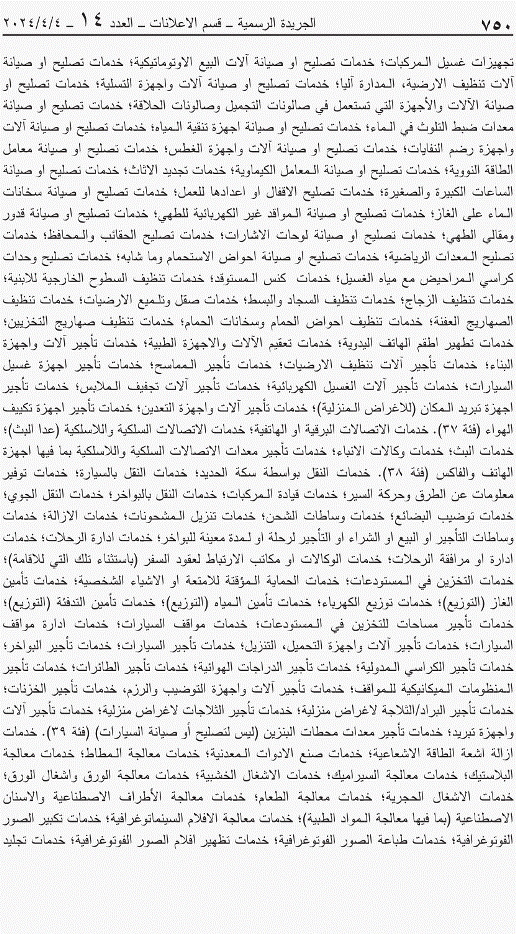 ٧٥٠ الجريدة الرسمية – قسم الاعلانات – العدد ١٤ – ٢٠٢٤/٤/٤
تجهيزات غسيل المركبات؛ خدمات تصليح او صيانة آلات البيع الاوتوماتيكية؛ خدمات تصليح او صيانة
آلات تنظيف الارضية، المدارة آليا؛ خدمات تصليح او صيانة آلات واجهزة التسلية؛ خدمات تصليح او
صيانة الآلات والأجهزة التي تستعمل في صالونات التجميل وصالونات الحلاقة؛ خدمات تصليح او صيانة
معدات ضبط التلوث في الماء؛ خدمات تصليح او صيانة اجهزة تنقية المياه؛ خدمات تصليح او صيانة آلات
واجهزة رضم النفايات؛ خدمات تصليح او صيانة آلات واجهزة الغطس؛ خدمات تصليح او صيانة معامل
الطاقة النووية؛ خدمات تصليح او صيانة المعامل الكيماوية؛ خدمات تجديد الاثاث؛ خدمات تصليح او صيانة
الساعات الكبيرة والصغيرة؛ خدمات تصليح الاقفال او اعدادها للعمل؛ خدمات تصليح او صيانة سخانات
الماء على الغاز؛ خدمات تصليح او صيانة المواقد غير الكهربائية للطهي؛ خدمات تصليح او صيانة قدور
ومقالي الطهي؛ خدمات تصليح او صيانة لوحات الاشارات؛ خدمات تصليح الحقائب والمحافظ؛ خدمات
تصليح المعدات الرياضية؛ خدمات تصليح او صيانة احواض الاستحمام وما شابه؛ خدمات تصليح وحدات
كراسي المراحيض مع مياه الغسيل؛ خدمات كنس المستوقد؛ خدمات تنظيف السطوح الخارجية للابنية؛
خدمات تنظيف الزجاج؛ خدمات تنظيف السجاد والبسط؛ خدمات صقل وتلميع الارضيات؛ خدمات تنظيف
الصهاريج العفنة؛ خدمات تنظيف احواض الحمام وسخانات الحمام؛ خدمات تنظيف صهاريج التخزيين؛
خدمات تطهير اطقم الهاتف اليدوية؛ خدمات تعقيم الآلات والاجهزة الطبية؛ خدمات تأجير آلات واجهزة
البناء؛ خدمات تأجير آلات تنظيف الارضيات؛ خدمات تأجير المماسح؛ خدمات تأجير اجهزة غسيل
السيارات؛ خدمات تأجير آلات الغسيل الكهربائية؛ خدمات تأجير آلات تجفيف الملابس؛ خدمات تأجير
اجهزة تبريد المكان (للاغراض المنزلية)؛ خدمات تأجير آلات واجهزة التعدين؛ خدمات تأجير اجهزة تكييف
الهواء (فئة ٣٧). خدمات الاتصالات البرقية او الهاتفية؛ خدمات الاتصالات السلكية واللاسلكية (عدا البث)؛
خدمات البث؛ خدمات وكالات الانباء؛ خدمات تأجير معدات الاتصالات السلكية واللاسلكية بما فيها اجهزة
الهاتف والفاكس (فئة ٣٨). خدمات النقل بواسطة سكة الحديد؛ خدمات النقل بالسيارة؛ خدمات توفير
معلومات عن الطرق وحركة السير؛ خدمات قيادة المركبات؛ خدمات النقل بالبواخر؛ خدمات النقل الجوي؛
خدمات توضيب البضائع؛ خدمات وساطات الشحن؛ خدمات تنزيل المشحونات؛ خدمات الازالة؛ خدمات
وساطات التأجير او البيع او الشراء او التأجير لرحلة او لمدة معينة للبواخر؛ خدمات ادارة الرحلات؛ خدمات
ادارة او مرافقة الرحلات؛ خدمات الوكالات او مكاتب الارتباط لعقود السفر (باستثناء تلك التي للاقامة)؛
خدمات التخزين في المستودعات؛ خدمات الحماية المؤقتة للامتعة او الاشياء الشخصية؛ خدمات تأمين
الغاز (التوزيع)؛ خدمات توزيع الكهرباء؛ خدمات تأمين المياه (التوزيع)؛ خدمات تأمين التدفئة (التوزيع)؛
خدمات تأجير مساحات للتخزين في المستودعات؛ خدمات مواقف السيارات؛ خدمات ادارة مواقف
السيارات؛ خدمات تأجير آلات واجهزة التحميل، التنزيل؛ خدمات تأجير السيارات؛ خدمات تأجير البواخر؛
خدمات تأجير الكراسي المدولية؛ خدمات تأجير الدراجات الهوائية؛ خدمات تأجير الطائرات؛ خدمات تأجير
المنظومات الميكانيكية للمواقف؛ خدمات تأجير آلات واجهزة التوضيب والرزم، خدمات تأجير الخزنات؛
خدمات تأجير البراد/الثلاجة لاغراض منزلية؛ خدمات تأجير الثلاجات لاغراض منزلية؛ خدمات تأجير آلات
واجهزة تبريد؛ خدمات تأجير معدات محطات البنزين (ليس لتصليح أو صيانة السيارات) (فئة ٣٩). خدمات
ازالة اشعة الطاقة الاشعاعية؛ خدمات صنع الادوات المعدنية؛ خدمات معالجة المطاط؛ خدمات معالجة
البلاستيك؛ خدمات معالجة السيراميك؛ خدمات الاشغال الخشبية؛ خدمات معالجة الورق واشغال الورق؛
خدمات الاشغال الحجرية؛ خدمات معالجة الطعام؛ خدمات معالجة الأطراف الاصطناعية والاسنان
الاصطناعية (بما فيها معالجة المواد الطبية)؛ خدمات معالجة الافلام السينماتوغرافية؛ خدمات تكبير الصور
الفوتوغرافية؛ خدمات طباعة الصور الفوتوغرافية؛ خدمات تظهير افلام الصور الفوتوغرافية؛ خدمات تجليد